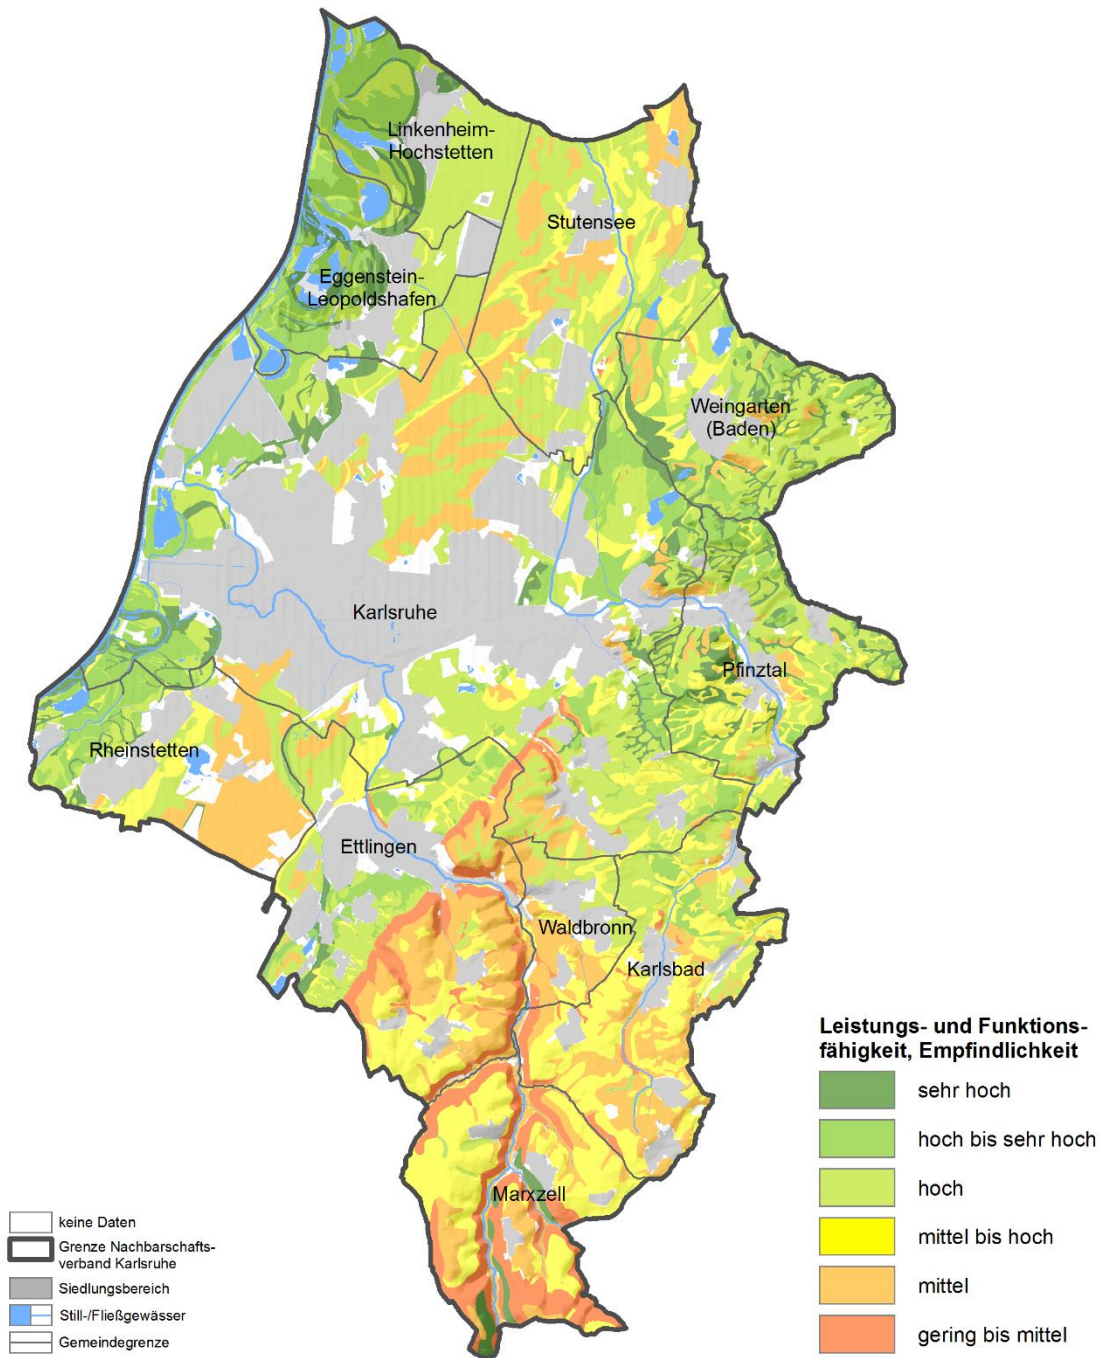 Linkenheim-
Hochstetten
Stutensee
Eggenstein-
Leopoldshafen
Weingarten
(Baden)
Karlsruhe
Pfinztal
Rheinstetten
Ettlingen
Waldbronn
Karlsbad
Marxzell
Leistungs- und Funktions-
fähigkeit, Empfindlichkeit
sehr hoch
hoch bis sehr hoch
hoch
mittel bis hoch
mittel
gering bis mittel
keine Daten
Grenze Nachbarschafts-
verband Karlsruhe
Siedlungsbereich
Still-/Fließgewässer
Gemeindegrenze